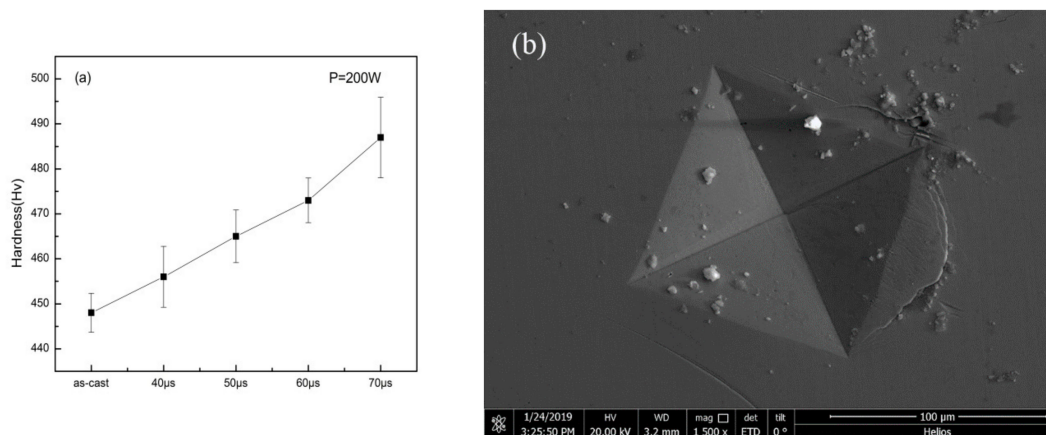 (a)
P=200W
Hardness(Hv)
500
490
480
470
460
450
440
as-cast
40μs
50μs
60μs
70μs
(b)
1/24/2019 HV WD mag □ det tilt 100 μm
3:25:50 PM 20.00 kV 3.2 mm 1 500 x ETD 0 ° Helios